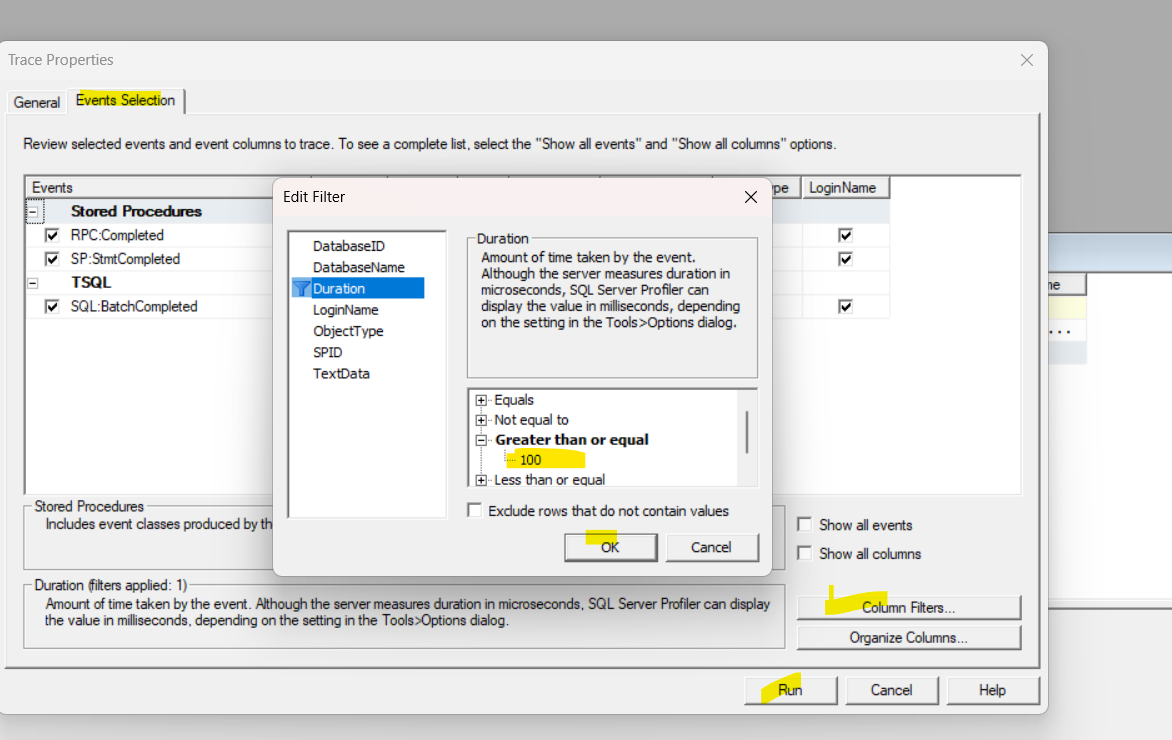 Trace Properties
General
Events Selection
Review selected events and event columns to trace. To see a complete list, select the "Show all events" and "Show all columns" options.
Events
LoginName
Stored Procedures
RPC:Completed
SP:StmtCompleted
TSQL
SQL:BatchCompleted
Edit Filter
DatabaseID
DatabaseName
Duration
LoginName
ObjectType
SPID
TextData
Duration
Amount of time taken by the event.
Although the server measures duration in
microseconds, SQL Server Profiler can
display the value in milliseconds, depending
on the setting in the Tools>Options dialog.
Equals
Not equal to
Greater than or equal
100
Less than or equal
Exclude rows that do not contain values
OK
Cancel
Stored Procedures
Includes event classes produced by the
Show all events
Show all columns
Duration (filters applied: 1)
Amount of time taken by the event. Although the server measures duration in microseconds, SQL Server Profiler can display
the value in milliseconds, depending on the setting in the Tools>Options dialog.
Column Filters...
Organize Columns...
Run
Cancel
Help